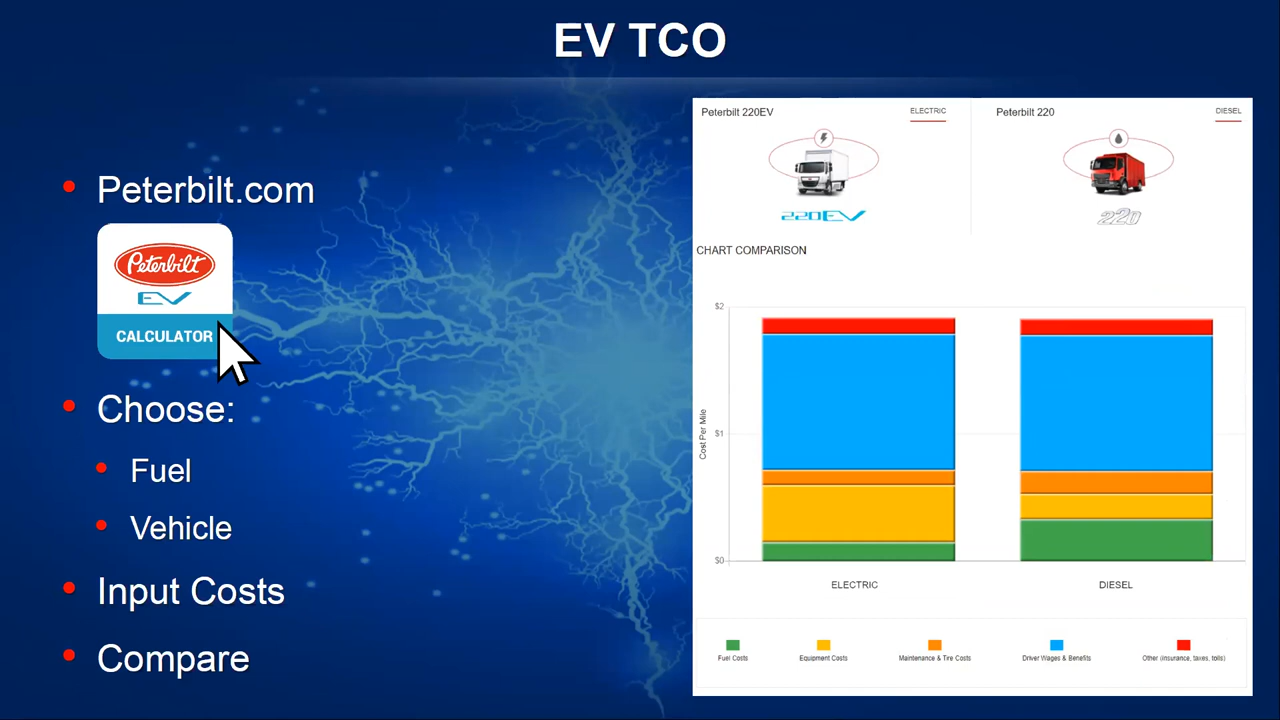 EV TCO
Peterbilt.com
Peterbilt
EV
CALCULATOR
Choose:
Fuel
Vehicle
Input Costs
Compare
Peterbilt 220EV
ELECTRIC
Peterbilt 220
DIESEL
220EV
220
CHART COMPARISON
$2
$1
$0
Cost Per Mile
ELECTRIC
DIESEL
Fuel Costs
Equipment Costs
Maintenance & Tire Costs
Driver Wages & Benefits
Other (insurance, taxes, tolls)